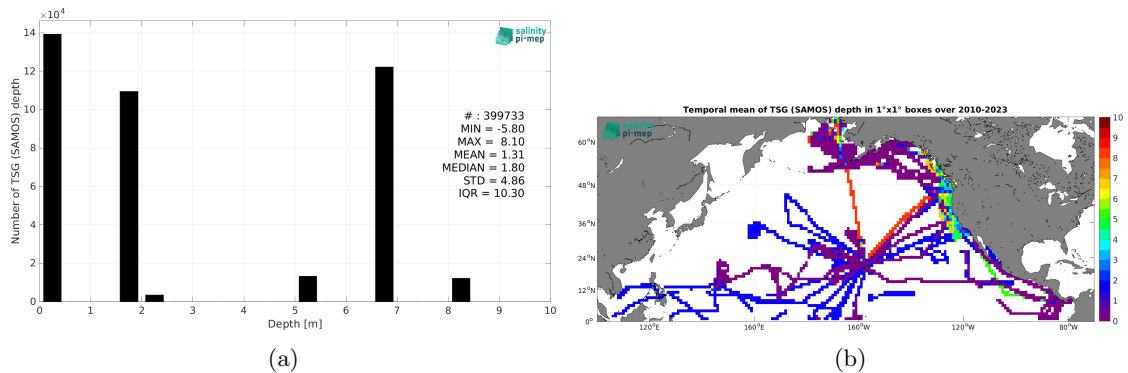 ×10⁴
14
12
10
8
6
4
2
0
0 1 2 3 4 5 6 7 8 9 10
Number of TSG (SAMOS) depth
Depth [m]
salinity
pi-mep
# : 399733
MIN = -5.80
MAX = 8.10
MEAN = 1.31
MEDIAN = 1.80
STD = 4.86
IQR = 10.30
(a)
Temporal mean of TSG (SAMOS) depth in 1°x1° boxes over 2010-2023
salinity
pi-mep
60°N
48°N
36°N
24°N
12°N
0°
120°E
160°E
160°W
120°W
80°W
10
9
8
7
6
5
4
3
2
1
0
(b)